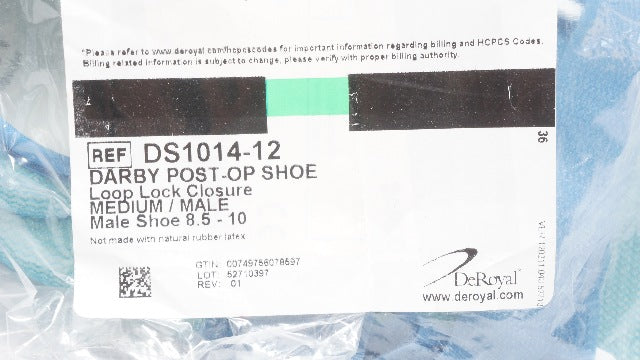 *Please refer to www.deroyal.com/hcpcscodes for important information regarding billing and HCPCS Codes.
Billing related information is subject to change, please verify with proper billing authority.
36
REF DS1014-12
DARBY POST-OP SHOE
Loop Lock Closure
MEDIUM / MALE
Male Shoe 8.5 - 10
Not made with natural rubber latex
GTIN: 00749756078597
LOT: 52710397
REV: 01
DeRoyal
www.deroyal.com